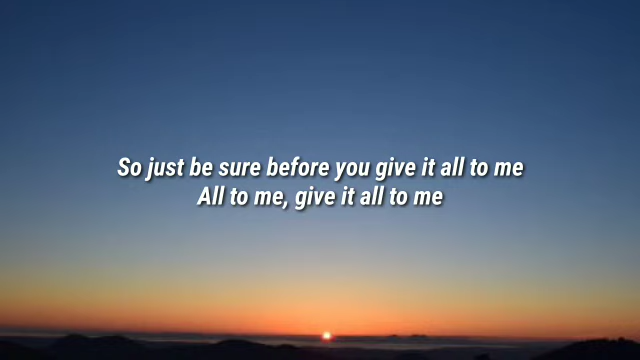 So just be sure before you give it all to me
All to me, give it all to me